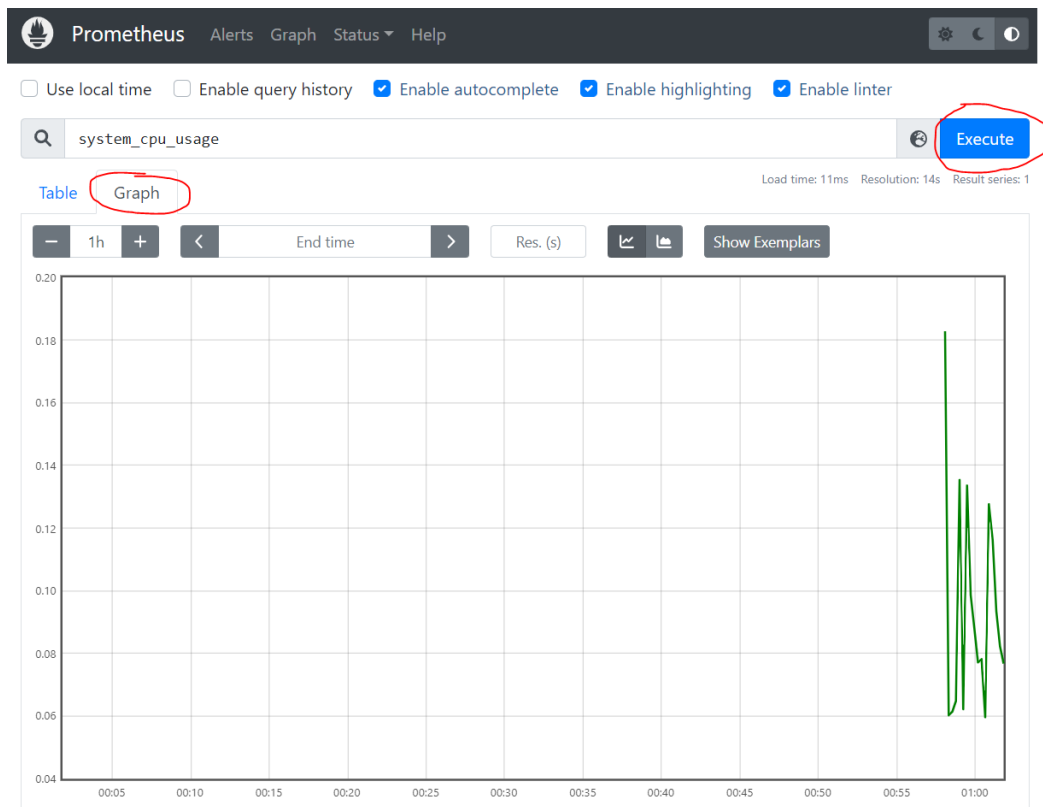 Prometheus Alerts Graph Status Help
Use local time Enable query history Enable autocomplete Enable highlighting Enable linter
system_cpu_usage Execute
Load time: 11ms Resolution: 14s Result series: 1
Table Graph
1h End time Res. (s) Show Exemplars
0.20
0.18
0.16
0.14
0.12
0.10
0.08
0.06
0.04
00:05 00:10 00:15 00:20 00:25 00:30 00:35 00:40 00:45 00:50 00:55 01:00